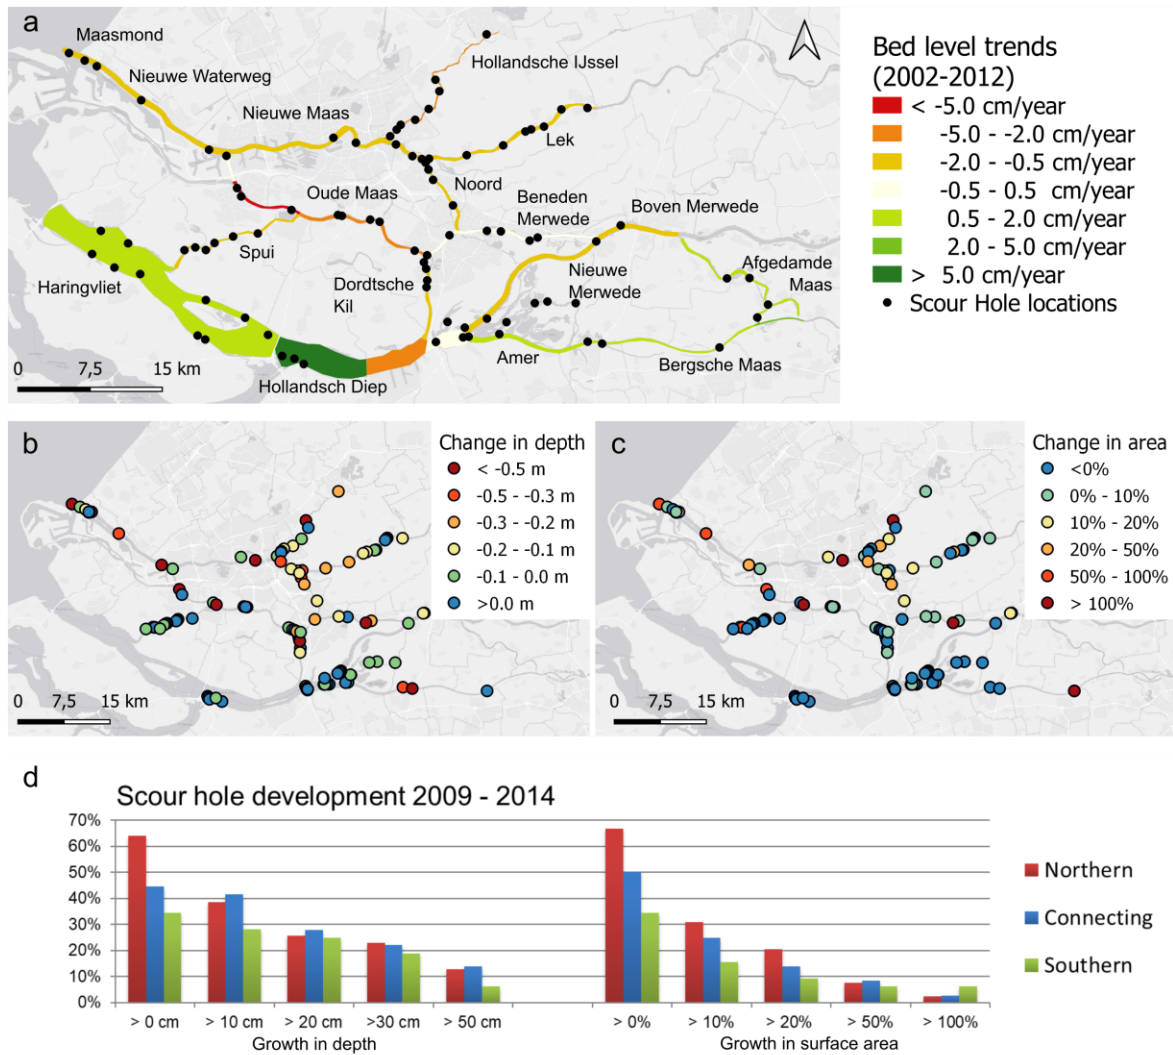 a
Maasmond
Nieuwe Waterweg
Nieuwe Maas
Hollandsche IJssel
Lek
Oude Maas
Noord
Beneden
Merwede
Boven Merwede
Spui
Haringvliet
Dordtsche
Kil
Nieuwe
Merwede
Afgedamde
Maas
Amer
Bergsche Maas
Hollandsch Diep
0 7,5 15 km
Bed level trends
(2002-2012)
< -5.0 cm/year
-5.0 - -2.0 cm/year
-2.0 - -0.5 cm/year
-0.5 - 0.5 cm/year
0.5 - 2.0 cm/year
2.0 - 5.0 cm/year
> 5.0 cm/year
Scour Hole locations
b
Change in depth
< -0.5 m
-0.5 - -0.3 m
-0.3 - -0.2 m
-0.2 - -0.1 m
-0.1 - 0.0 m
>0.0 m
0 7,5 15 km
c
Change in area
<0%
0% - 10%
10% - 20%
20% - 50%
50% - 100%
> 100%
0 7,5 15 km
d
Scour hole development 2009 - 2014
70%
60%
50%
40%
30%
20%
10%
0%
> 0 cm > 10 cm > 20 cm >30 cm > 50 cm > 0% > 10% > 20% > 50% > 100%
Growth in depth Growth in surface area
Northern
Connecting
Southern